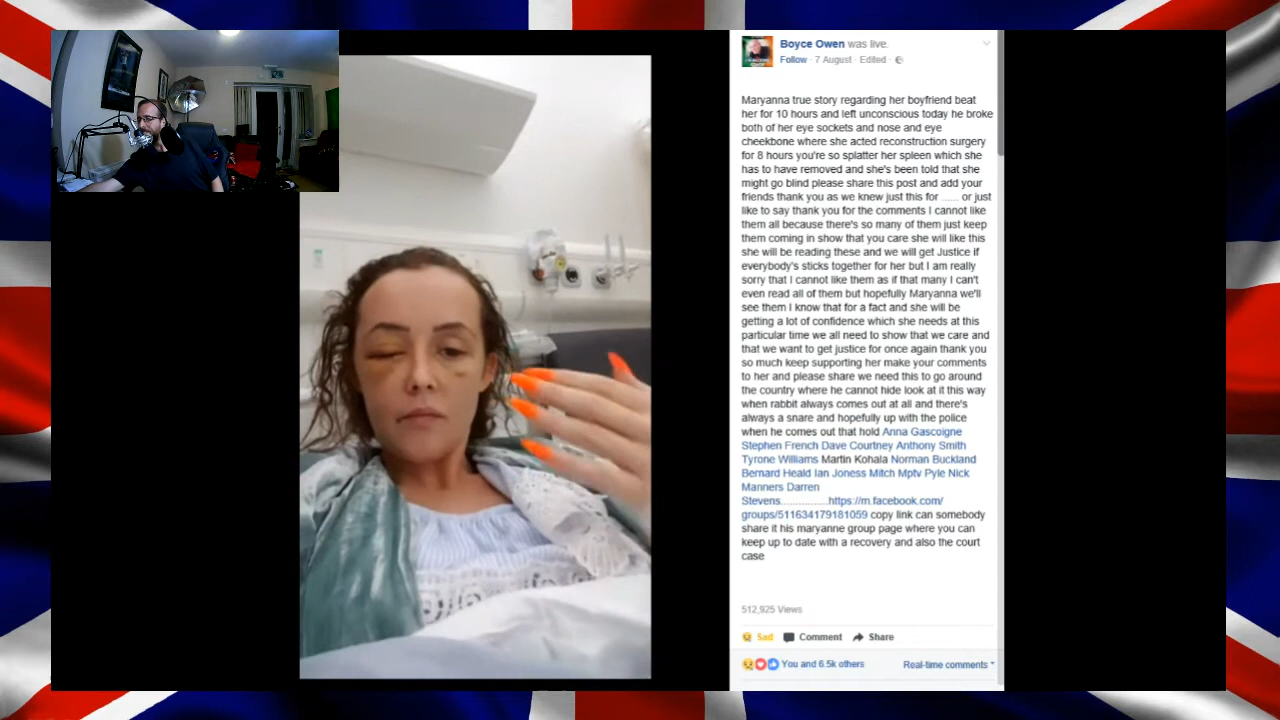 Boyce Owen was live.
Follow · 7 August · Edited ·
Maryanna true story regarding her boyfriend beat
her for 10 hours and left unconscious today he broke
both of her eye sockets and nose and eye
cheekbone where she acted reconstruction surgery
for 8 hours you're so splatter her spleen which she
has to have removed and she's been told that she
might go blind please share this post and add your
friends thank you as we knew just this for ...... or just
like to say thank you for the comments I cannot like
them all because there's so many of them just keep
them coming in show that you care she will like this
she will be reading these and we will get Justice if
everybody's sticks together for her but I am really
sorry that I cannot like them as if that many I can't
even read all of them but hopefully Maryanna we'll
see them I know that for a fact and she will be
getting a lot of confidence which she needs at this
particular time we all need to show that we care and
that we want to get justice for once again thank you
so much keep supporting her make your comments
to her and please share we need this to go around
the country where he cannot hide look at it this way
when rabbit always comes out at all and there's
always a snare and hopefully up with the police
when he comes out that hold Anna Gascoigne
Stephen French Dave Courtney Anthony Smith
Tyrone Williams Martin Kohala Norman Buckland
Bernard Heald Ian Joness Mitch Mptv Pyle Nick
Manners Darren
Stevens................https://m.facebook.com/
groups/511634179181059 copy link can somebody
share it his maryanne group page where you can
keep up to date with a recovery and also the court
case
512,925 Views
Sad Comment Share
You and 6.5k others Real-time comments